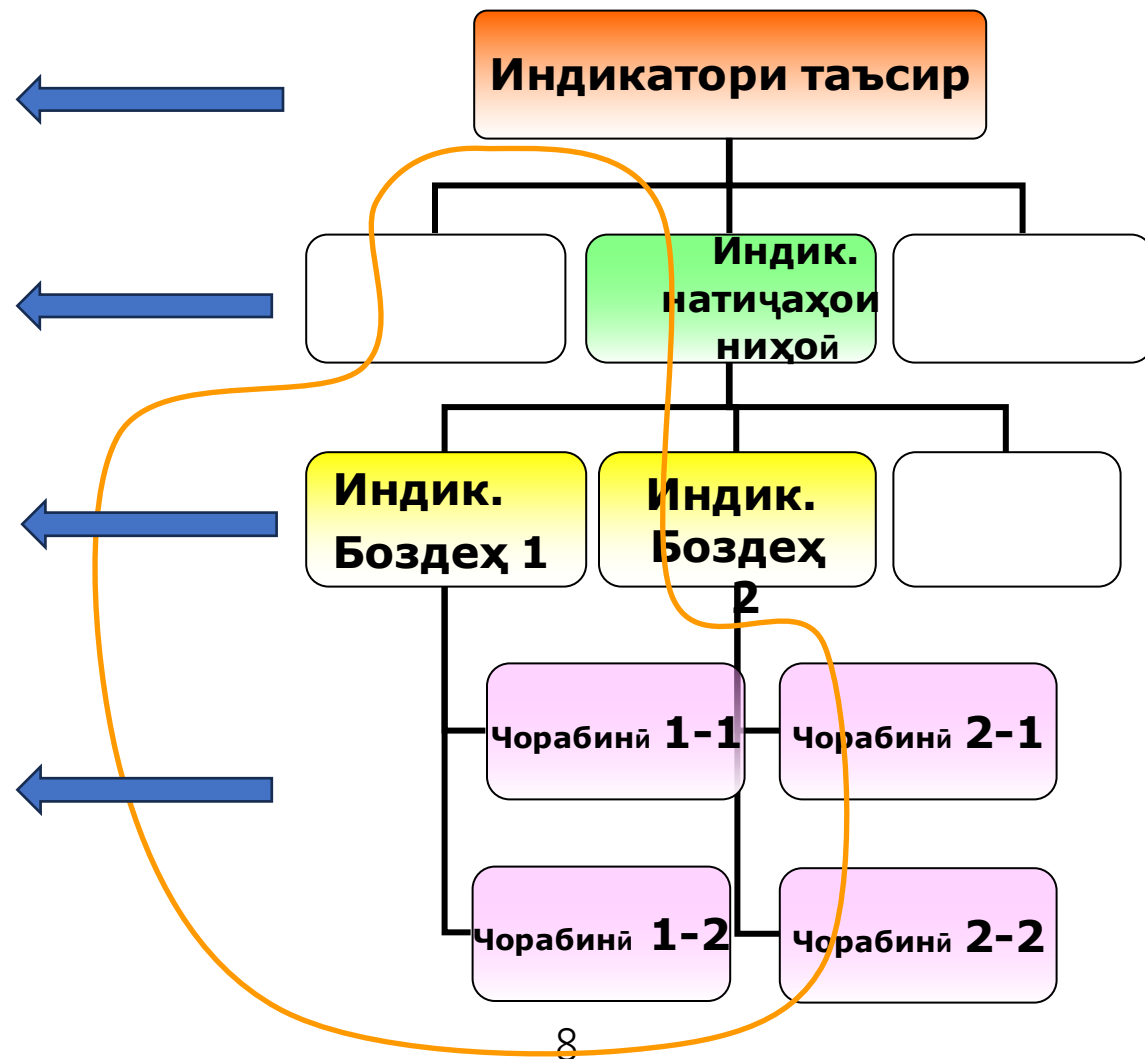 Индикатори таъсир
Индик.
натиҷаҳои
ниҳоӣ
Индик.
Боздеҳ 1
Индик.
Боздеҳ
2
Чорабинӣ 1-1
Чорабинӣ 2-1
Чорабинӣ 1-2
Чорабинӣ 2-2
8